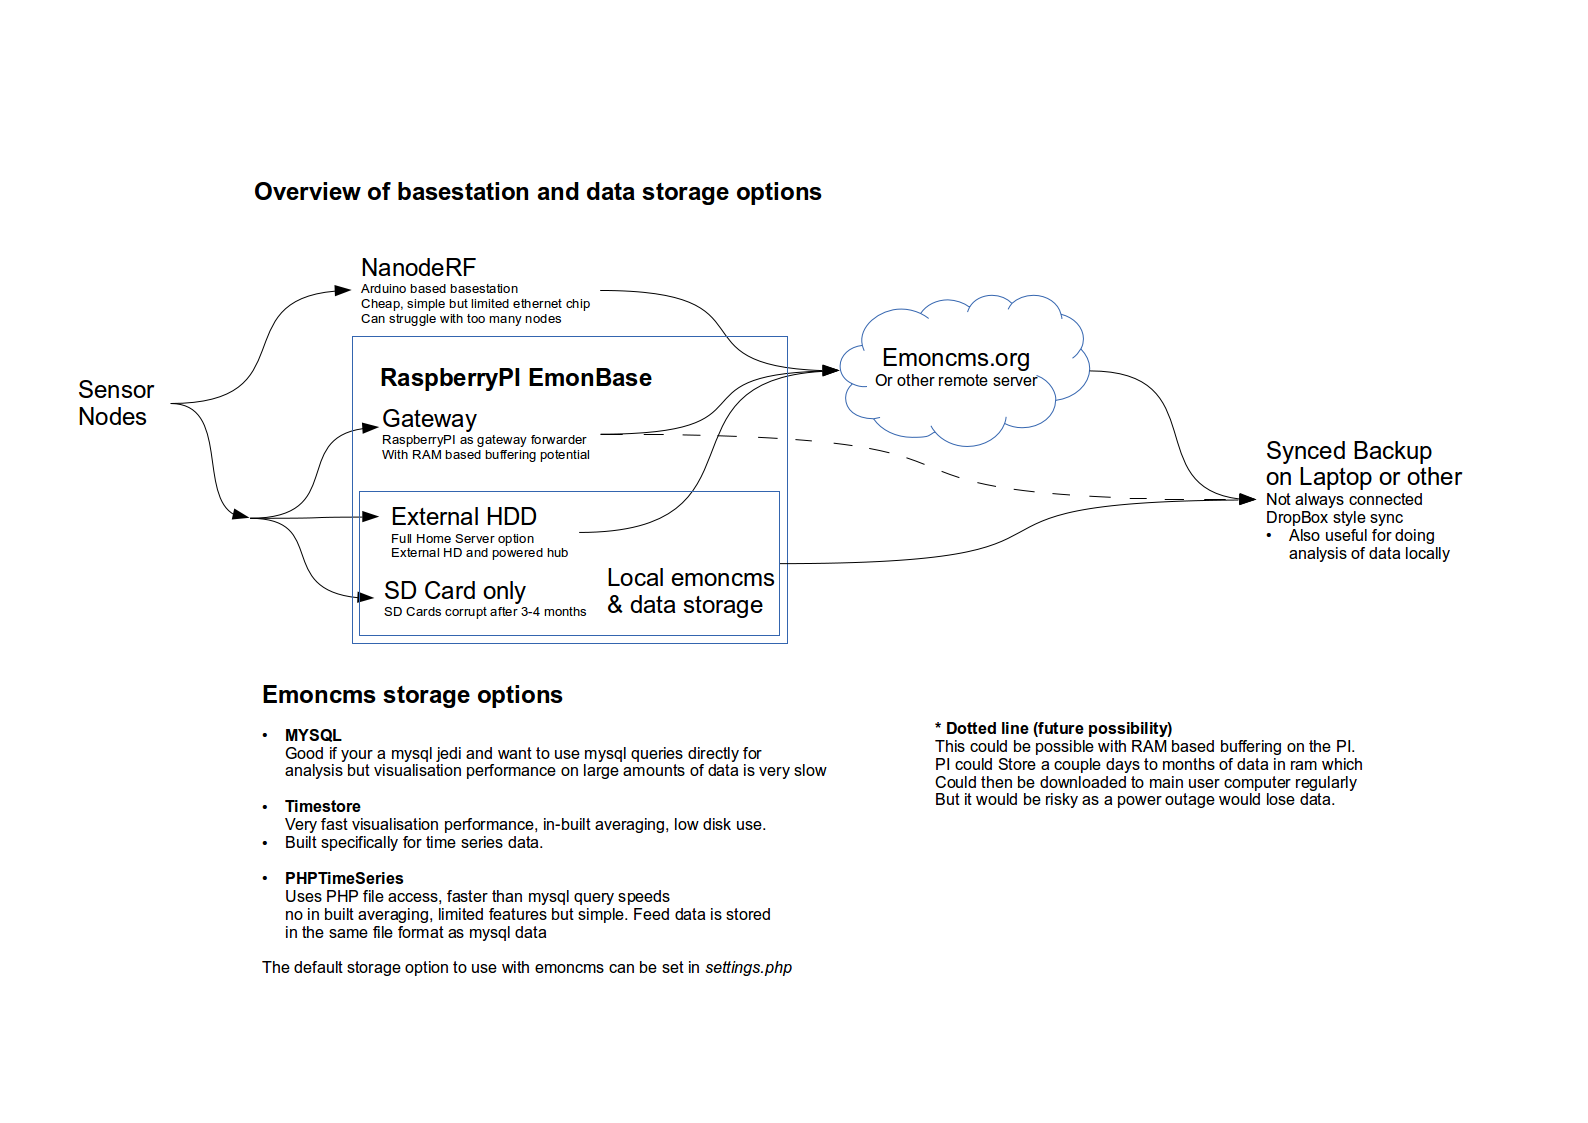 Overview of basestation and data storage options
NanodeRF
Arduino based basestation
Cheap, simple but limited ethernet chip
Can struggle with too many nodes
Sensor
Nodes
RaspberryPI EmonBase
Gateway
RaspberryPI as gateway forwarder
With RAM based buffering potential
External HDD
Full Home Server option
External HD and powered hub
SD Card only
SD Cards corrupt after 3-4 months
Local emoncms
& data storage
Emoncms.org
Or other remote server
Synced Backup
on Laptop or other
Not always connected
DropBox style sync
• Also useful for doing
analysis of data locally
Emoncms storage options
• MYSQL
Good if your a mysql jedi and want to use mysql queries directly for
analysis but visualisation performance on large amounts of data is very slow
• Timestore
Very fast visualisation performance, in-built averaging, low disk use.
• Built specifically for time series data.
• PHPTimeSeries
Uses PHP file access, faster than mysql query speeds
no in built averaging, limited features but simple. Feed data is stored
in the same file format as mysql data
The default storage option to use with emoncms can be set in settings.php
* Dotted line (future possibility)
This could be possible with RAM based buffering on the PI.
PI could Store a couple days to months of data in ram which
Could then be downloaded to main user computer regularly
But it would be risky as a power outage would lose data.